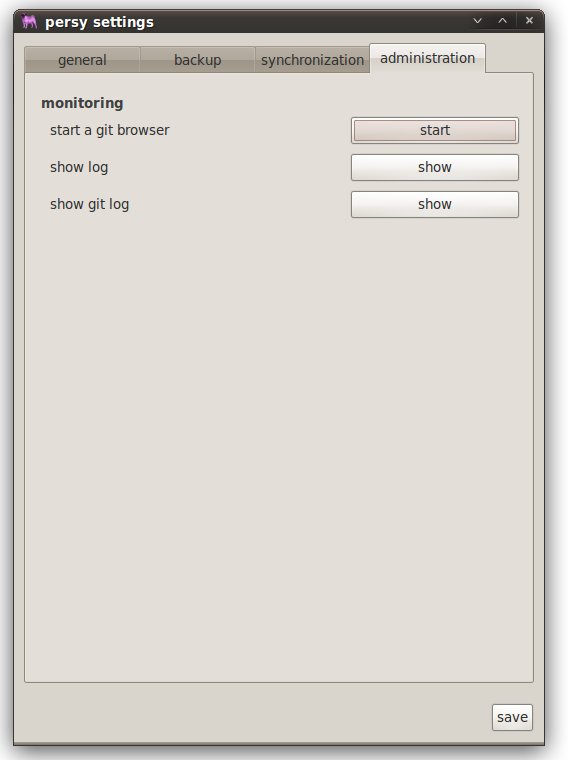 persy settings
general backup synchronization administration
monitoring
start a git browser start
show log show
show git log show
save